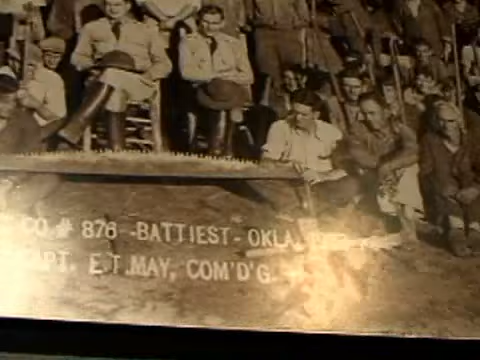 CO. # 876 - BATTIEST - OKLA.
CAPT. E.T. MAY, COM'D'G.